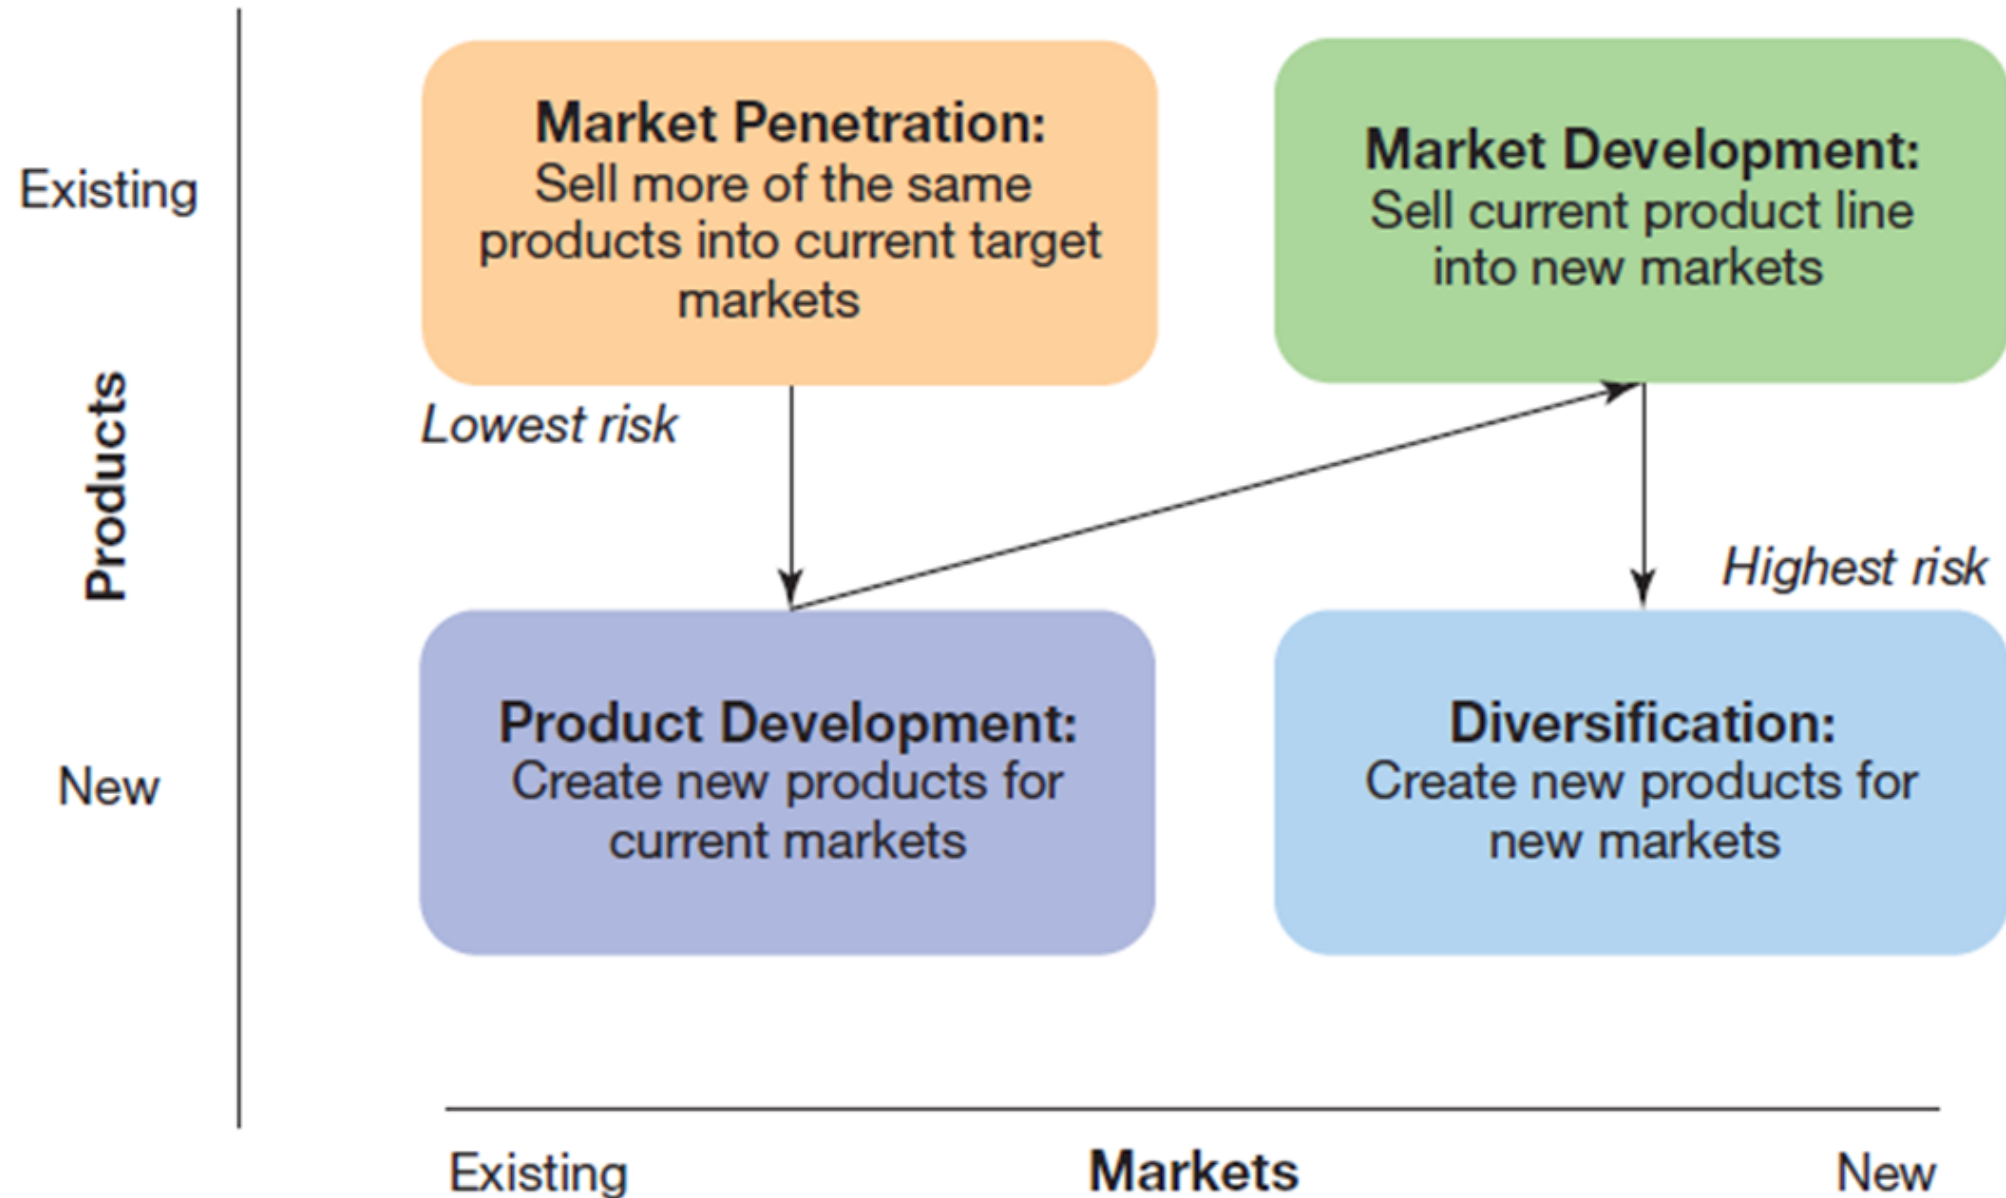 Market Penetration:
Sell more of the same
products into current target
markets
Market Development:
Sell current product line
into new markets
Existing
Lowest risk
Products
Highest risk
Product Development:
Create new products for
current markets
Diversification:
Create new products for
new markets
New
Existing
Markets
New